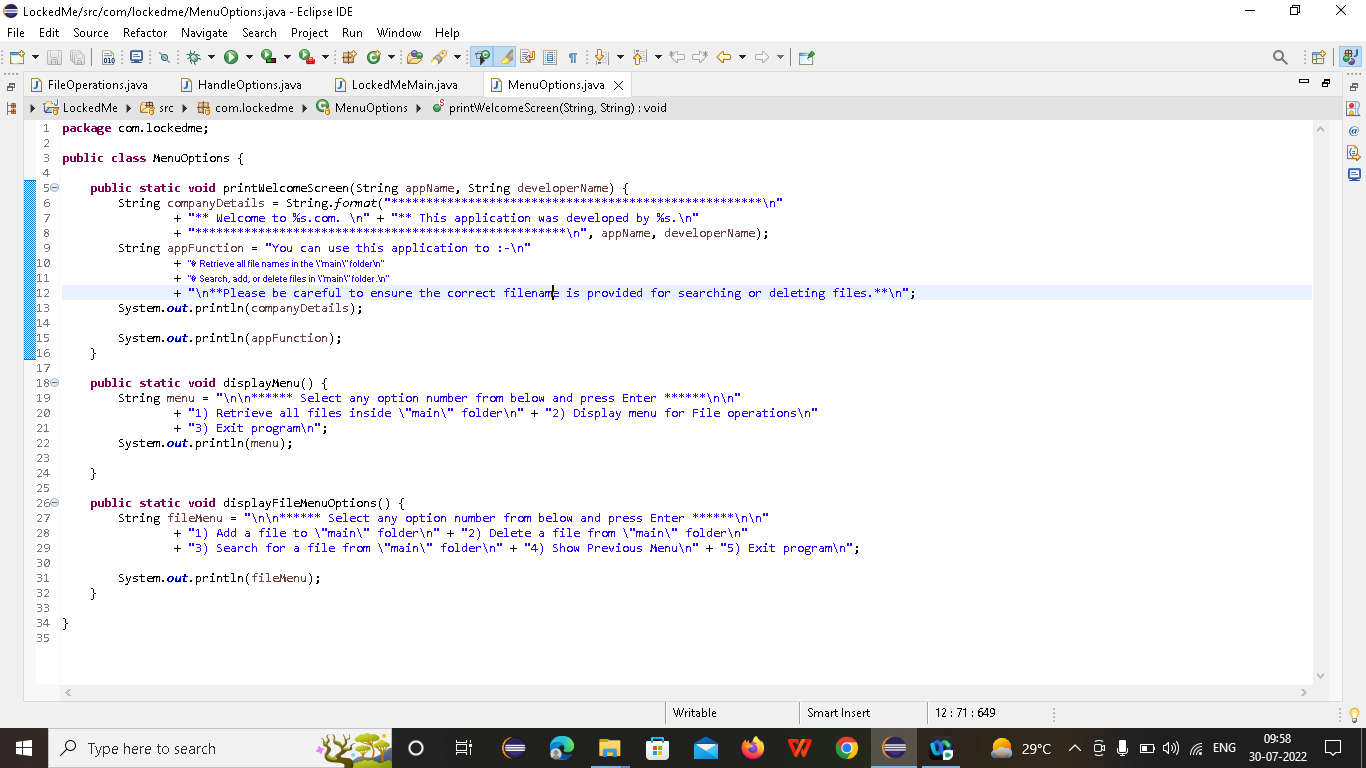 LockedMe/src/com/lockedme/MenuOptions.java - Eclipse IDE
File Edit Source Refactor Navigate Search Project Run Window Help
FileOperations.java HandleOptions.java LockedMeMain.java MenuOptions.java
LockedMe src com.lockedme MenuOptions printWelcomeScreen(String, String) : void
1 package com.lockedme;
2
3 public class MenuOptions {
4
5 public static void printWelcomeScreen(String appName, String developerName) {
6 String companyDetails = String.format("*****************************************************\n"
7 + "** Welcome to %s.com. \n" + "** This application was developed by %s.\n"
8 + "*****************************************************\n", appName, developerName);
9 String appFunction = "You can use this application to :-\n"
10 + "� Retrieve all file names in the \"main\" folder\n"
11 + "� Search, add, or delete files in \"main\" folder.\n"
12 + "\n**Please be careful to ensure the correct filename is provided for searching or deleting files.**\n";
13 System.out.println(companyDetails);
14
15 System.out.println(appFunction);
16 }
17
18 public static void displayMenu() {
19 String menu = "\n\n****** Select any option number from below and press Enter ******\n\n"
20 + "1) Retrieve all files inside \"main\" folder\n" + "2) Display menu for File operations\n"
21 + "3) Exit program\n";
22 System.out.println(menu);
23
24 }
25
26 public static void displayFileMenuOptions() {
27 String fileMenu = "\n\n****** Select any option number from below and press Enter ******\n\n"
28 + "1) Add a file to \"main\" folder\n" + "2) Delete a file from \"main\" folder\n"
29 + "3) Search for a file from \"main\" folder\n" + "4) Show Previous Menu\n" + "5) Exit program\n";
30
31 System.out.println(fileMenu);
32 }
33
34 }
35
Writable Smart Insert 12 : 71 : 649
Type here to search 29°C ENG 09:58
30-07-2022